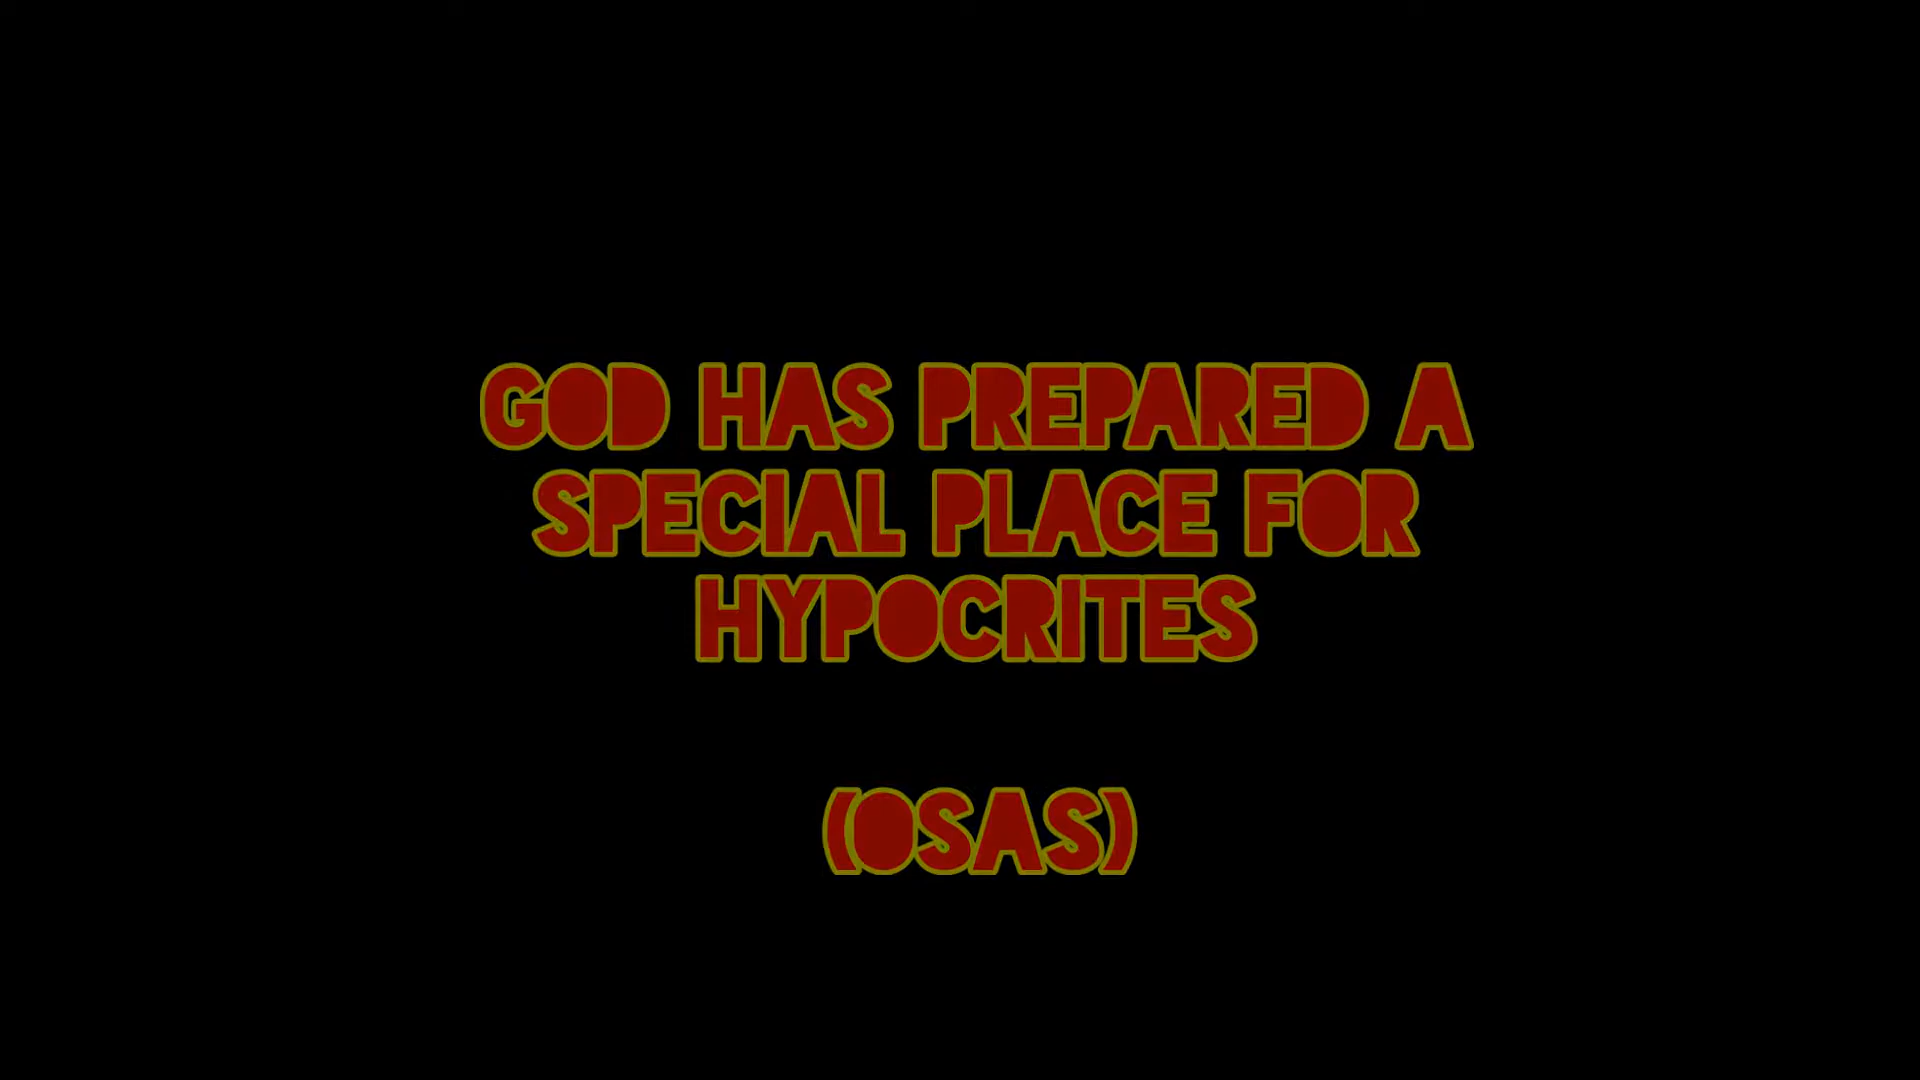 GOD HAS PREPARED A
SPECIAL PLACE FOR
HYPOCRITES
(OSAS)